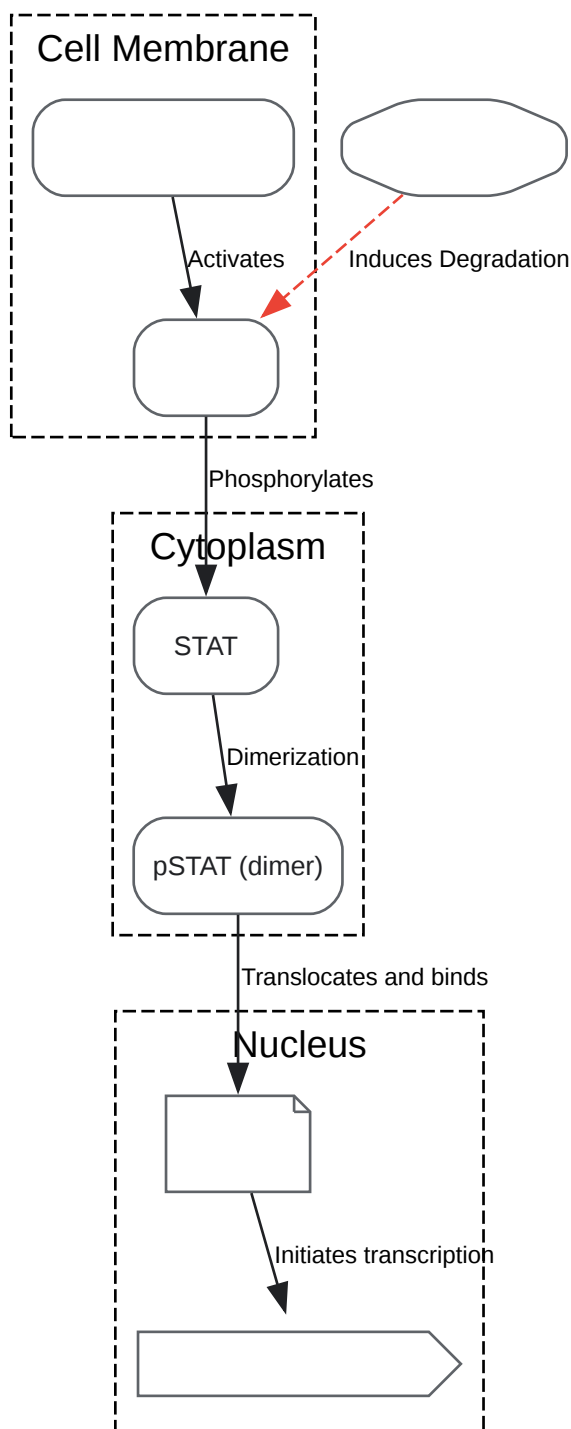 Cell Membrane
Activates
Induces Degradation
Phosphorylates
Cytoplasm
STAT
Dimerization
pSTAT (dimer)
Translocates and binds
Nucleus
Initiates transcription